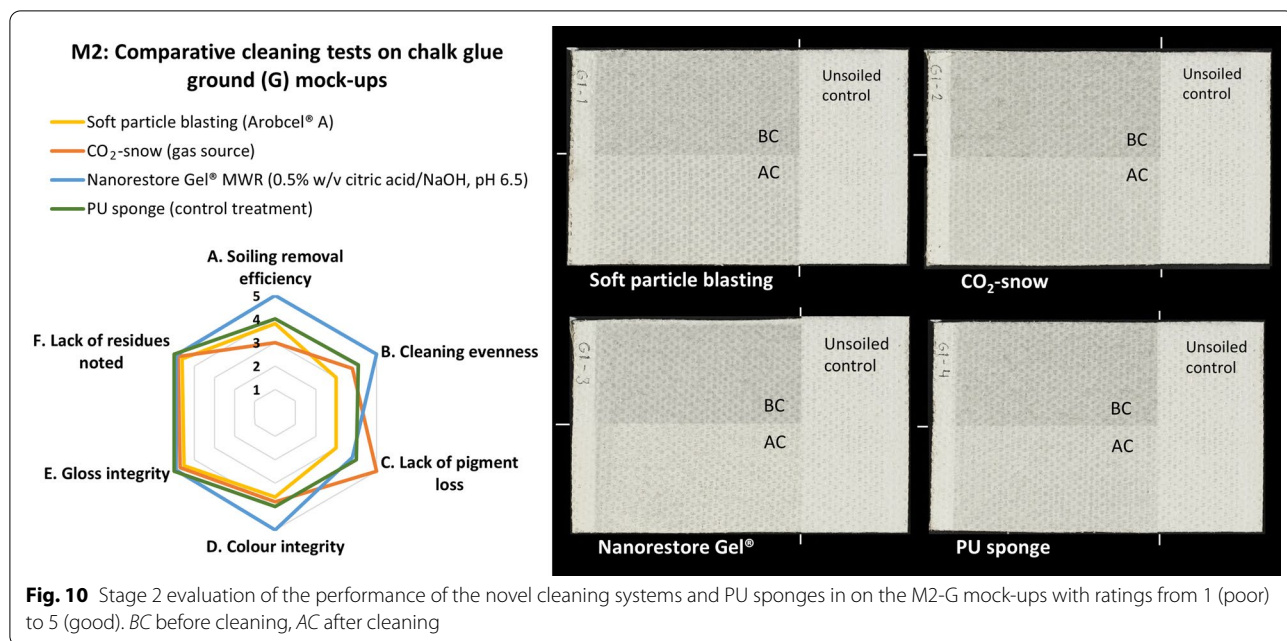 M2: Comparative cleaning tests on chalk glue
ground (G) mock-ups
Soft particle blasting (Arobcel® A)
CO₂-snow (gas source)
Nanorestore Gel® MWR (0.5% w/v citric acid/NaOH, pH 6.5)
PU sponge (control treatment)
A. Soiling removal
efficiency
5
4
3
2
1
F. Lack of residues
noted
B. Cleaning evenness
E. Gloss integrity
C. Lack of pigment
loss
D. Colour integrity
G1-1
Unsoiled
control
BC
AC
Soft particle blasting
G1-2
Unsoiled
control
BC
AC
CO₂-snow
G1-3
Unsoiled
control
BC
AC
Nanorestore Gel®
G1-4
Unsoiled
control
BC
AC
PU sponge
Fig. 10 Stage 2 evaluation of the performance of the novel cleaning systems and PU sponges in on the M2-G mock-ups with ratings from 1 (poor)
to 5 (good). BC before cleaning, AC after cleaning